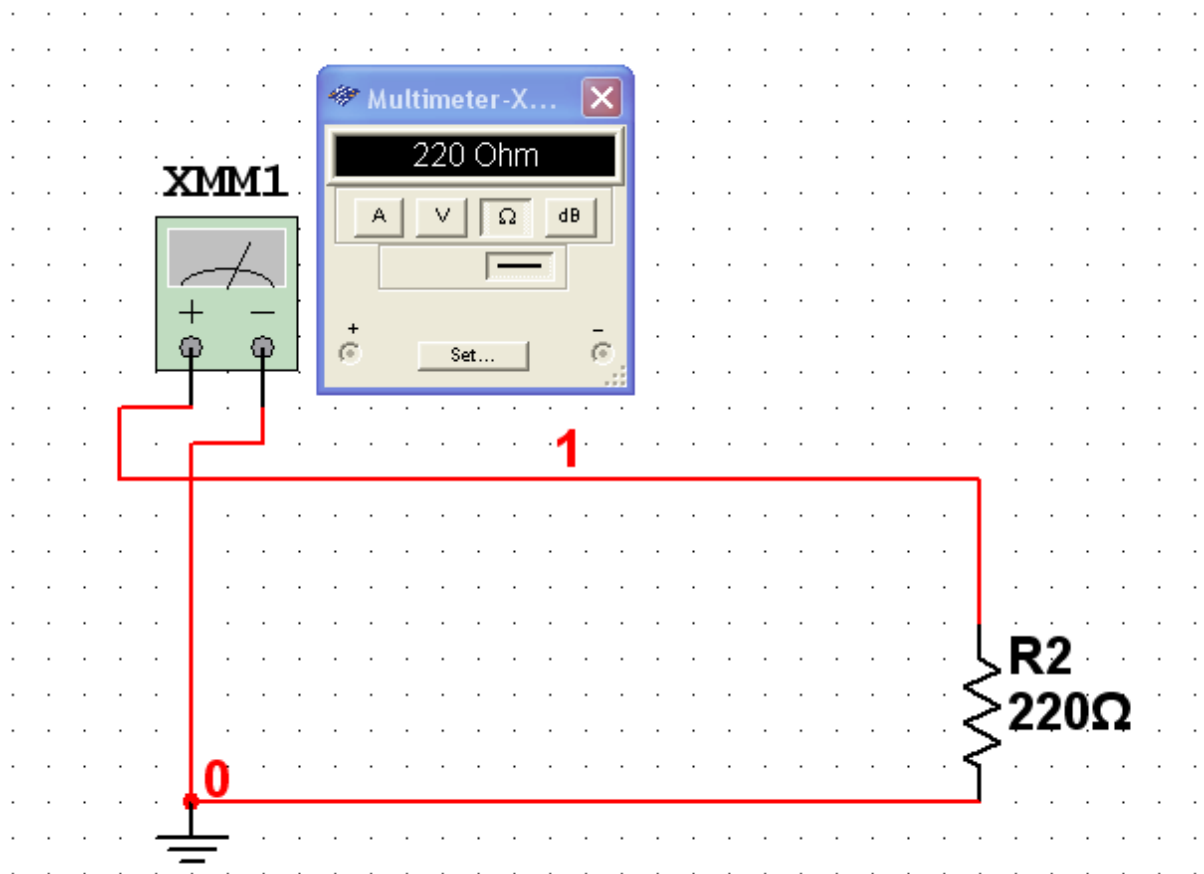 Multimeter-X...
220 Ohm
XMM1
A V Ω dB
+ −
+ −
Set...
1
R2
220Ω
0